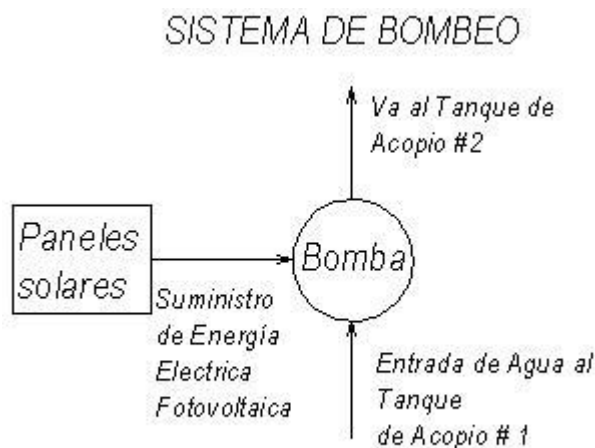 SISTEMA DE BOMBEO
Va al Tanque de
Acopio #2
Paneles
solares
Bomba
Suministro
de Energía
Electrica
Fotovoltaica
Entrada de Agua al
Tanque
de Acopio # 1